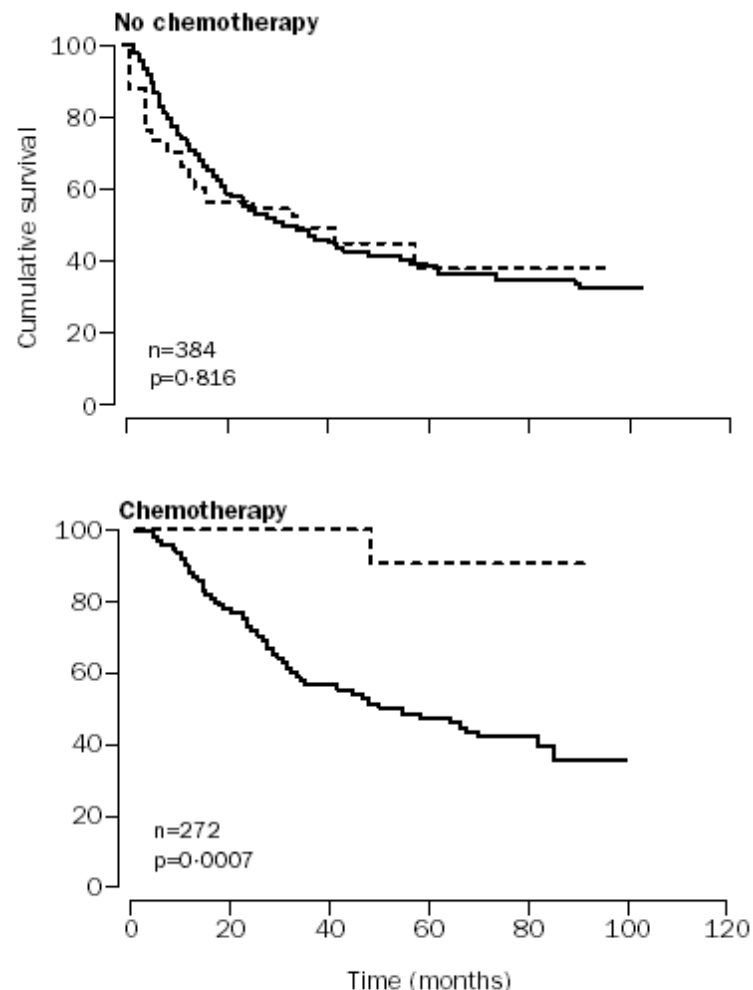 No chemotherapy
100
80
60
40
20
0
Cumulative survival
n=384
p=0·816
Chemotherapy
100
80
60
40
20
0
n=272
p=0·0007
0 20 40 60 80 100 120
Time (months)